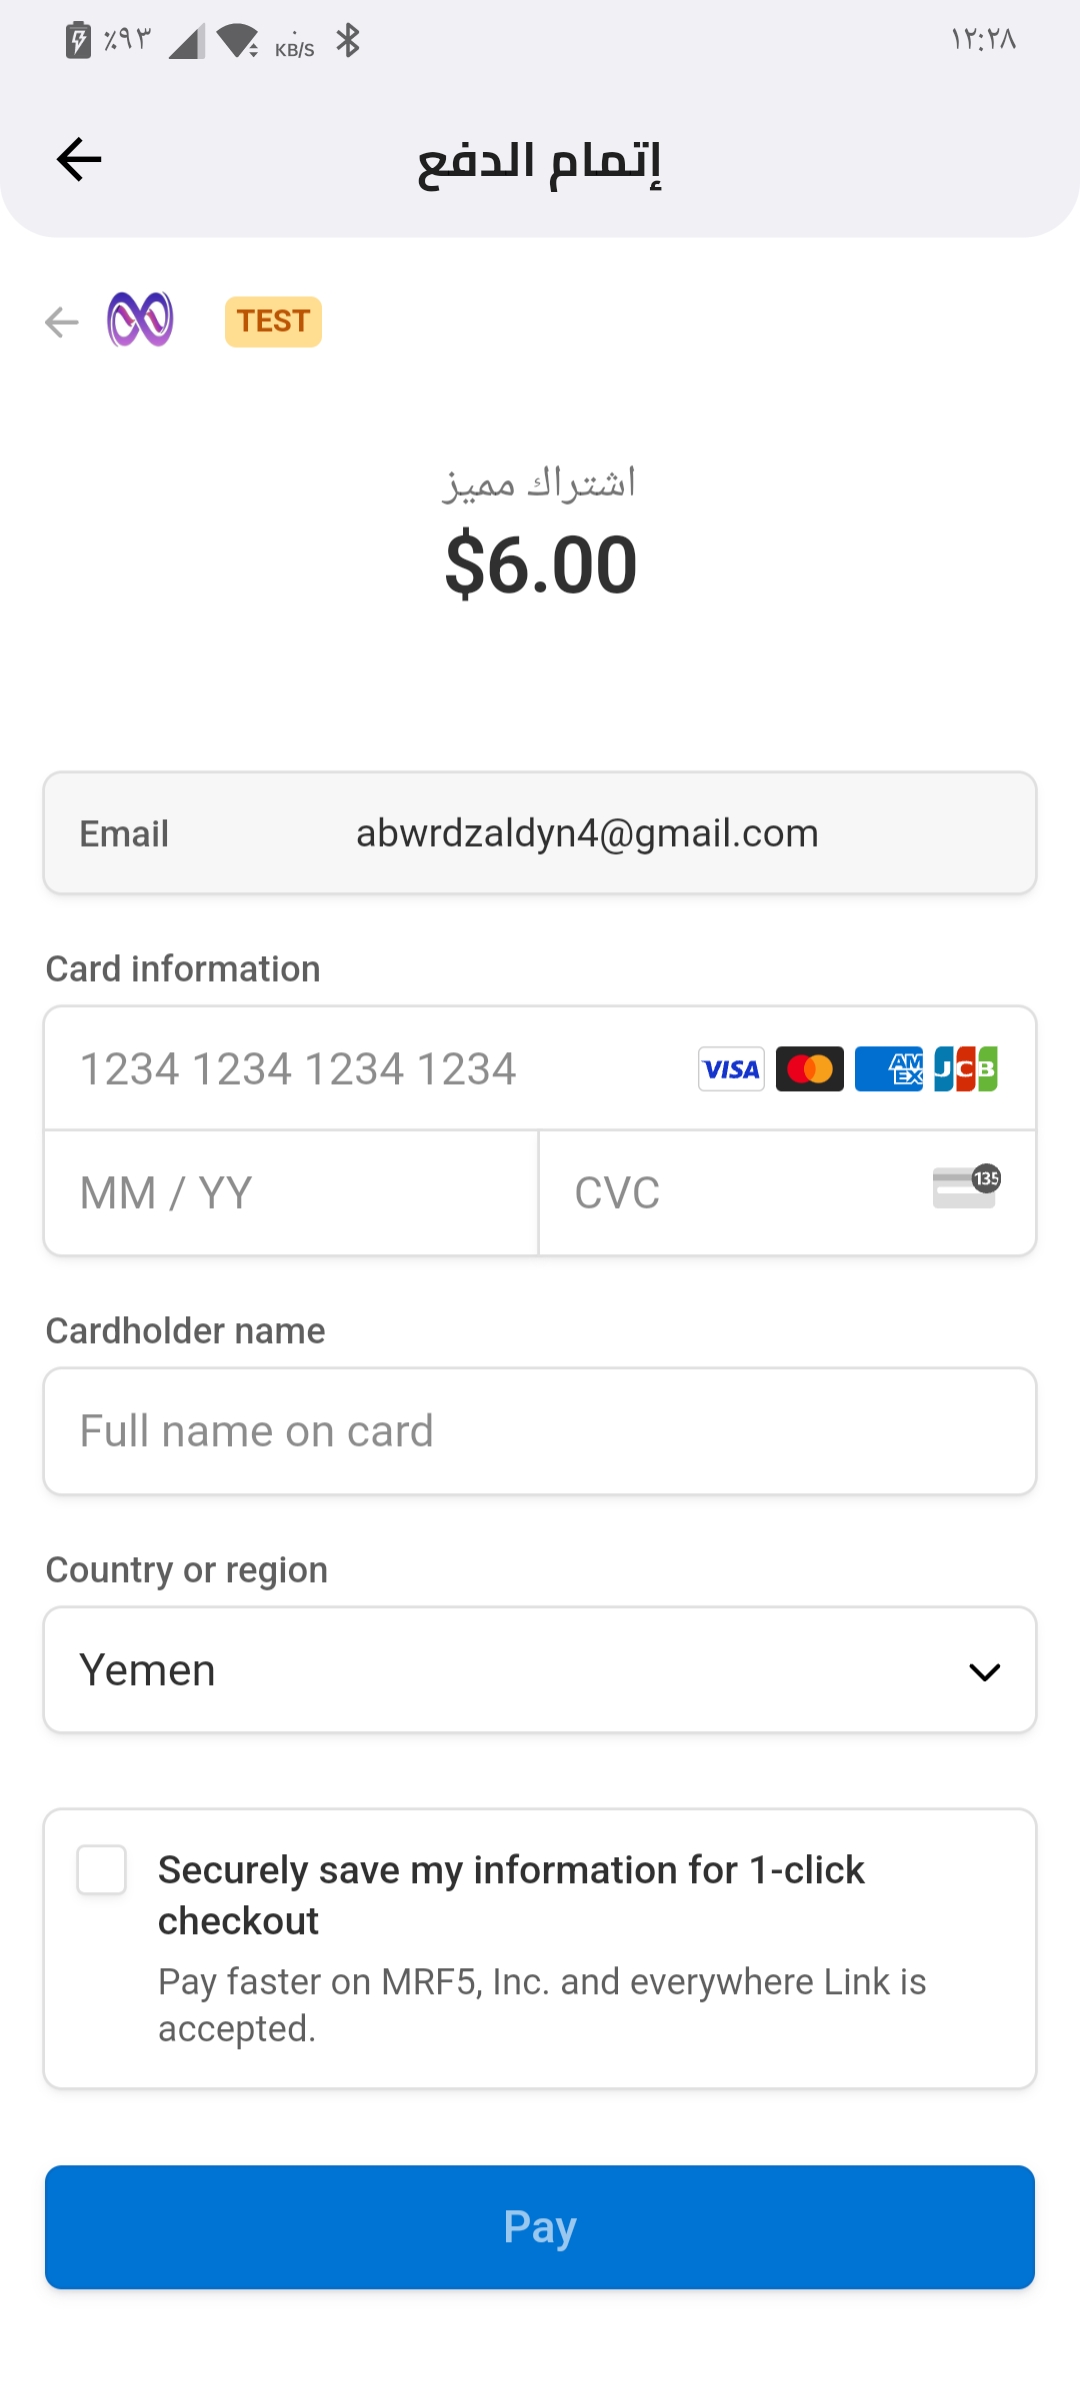 ٪٩٣
٠ KB/S
١٢:٢٨
إتمام الدفع
TEST
اشتراك مميز
$6.00
Email abwrdzaldyn4@gmail.com
Card information
1234 1234 1234 1234 VISA AMEX JCB
MM / YY CVC 135
Cardholder name
Full name on card
Country or region
Yemen
Securely save my information for 1-click
checkout
Pay faster on MRF5, Inc. and everywhere Link is
accepted.
Pay